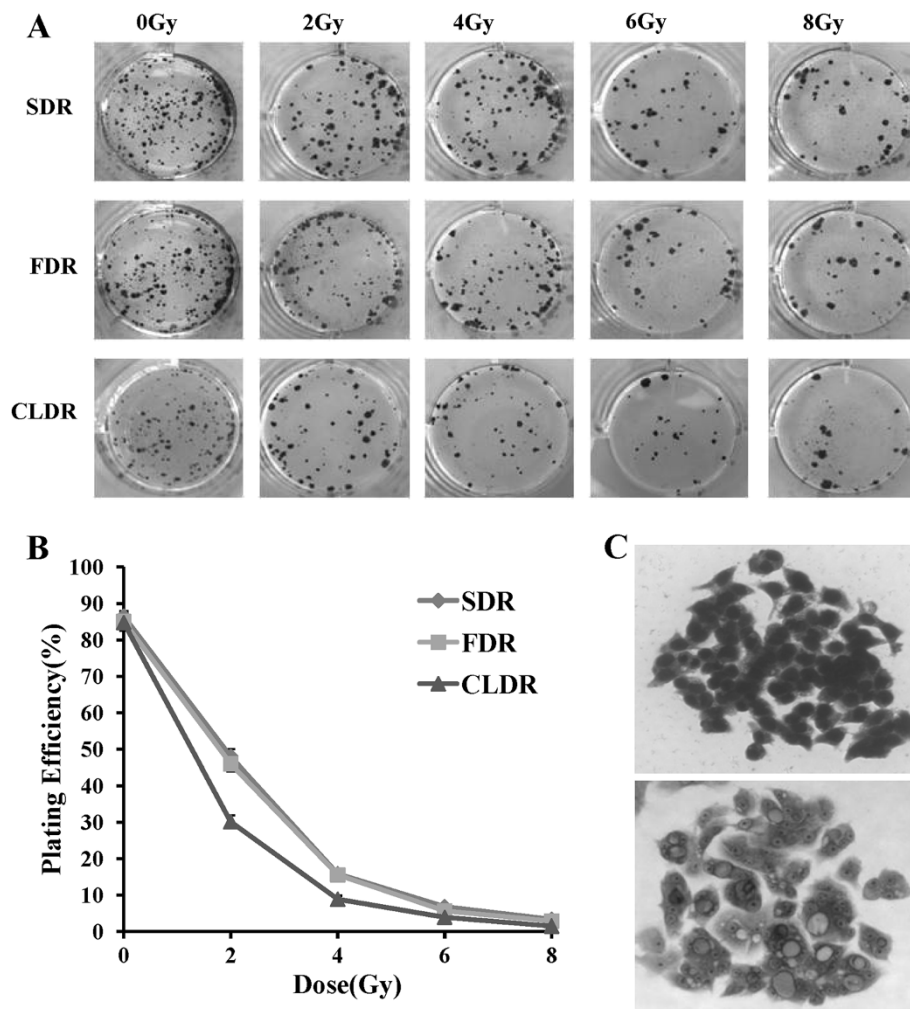 A
0Gy 2Gy 4Gy 6Gy 8Gy
SDR
FDR
CLDR
B
100
90
80
70
60
50
40
30
20
10
0
0 2 4 6 8
Plating Efficiency(%)
Dose(Gy)
SDR
FDR
CLDR
C